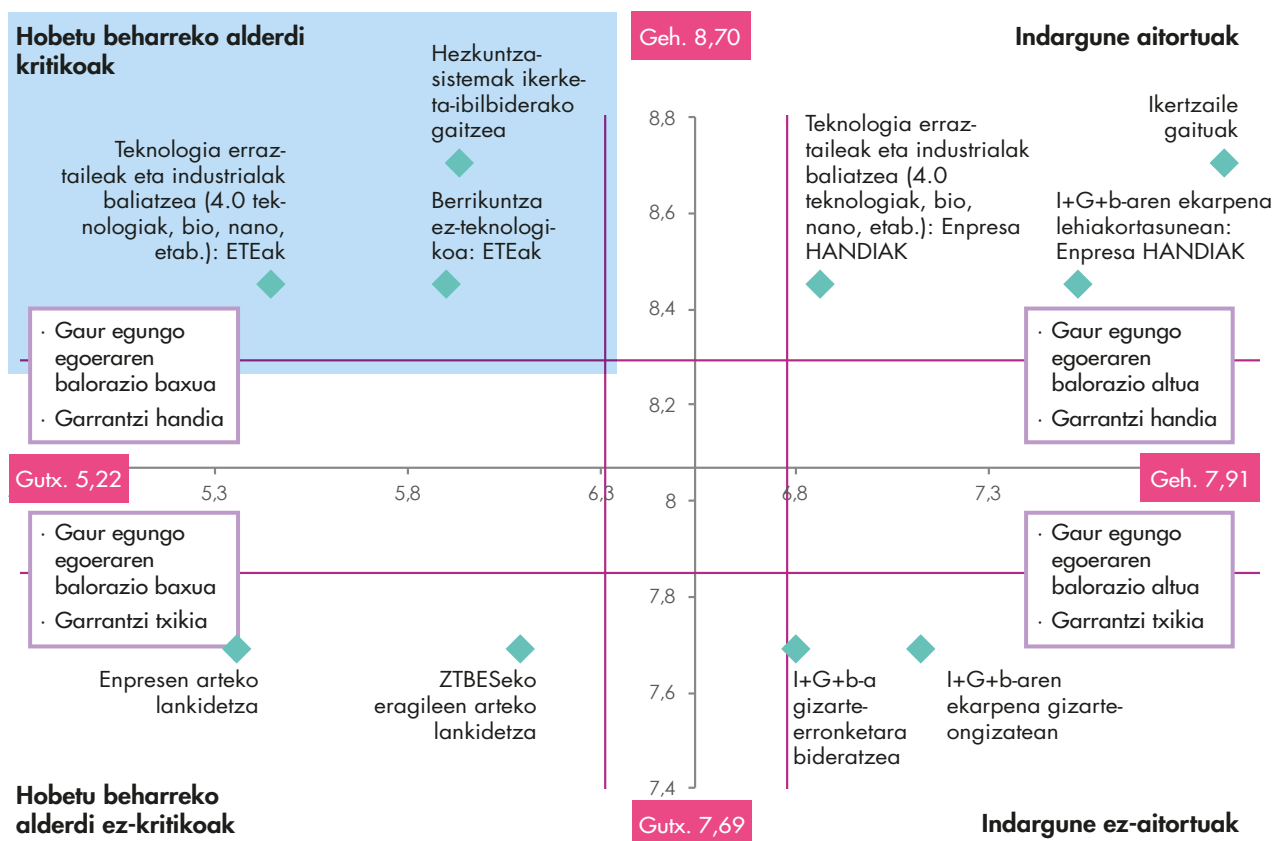 Hobetu beharreko alderdi
kritikoak
Geh. 8,70
Indargune aitortuak
Hezkuntza-
sistemak ikerke-
ta-ibilbiderako
gaitzea
Teknologia erraz-
taileak eta industrialak
baliatzea (4.0 tek-
nologiak, bio, nano,
etab.): ETEak
Berrikuntza
ez-teknologi-
koa: ETEak
Teknologia erraz-
taileak eta industrialak
baliatzea (4.0
teknologiak, bio,
nano, etab.): Enpresa
HANDIAK
Ikertzaile
gaituak
I+G+b-aren ekarpena
lehiakortasunean:
Enpresa HANDIAK
8,8
8,6
8,4
8,2
8
7,8
7,6
7,4
· Gaur egungo
egoeraren
balorazio baxua
· Garrantzi handia
· Gaur egungo
egoeraren
balorazio altua
· Garrantzi handia
Gutx. 5,22
5,3
5,8
6,3
6,8
7,3
Geh. 7,91
· Gaur egungo
egoeraren
balorazio baxua
· Garrantzi txikia
· Gaur egungo
egoeraren
balorazio altua
· Garrantzi txikia
Enpresen arteko
lankidetza
ZTBESeko
eragileen arteko
lankidetza
I+G+b-a
gizarte-
erronketara
bideratzea
I+G+b-aren
ekarpena gizarte-
ongizatean
Hobetu beharreko
alderdi ez-kritikoak
Gutx. 7,69
Indargune ez-aitortuak